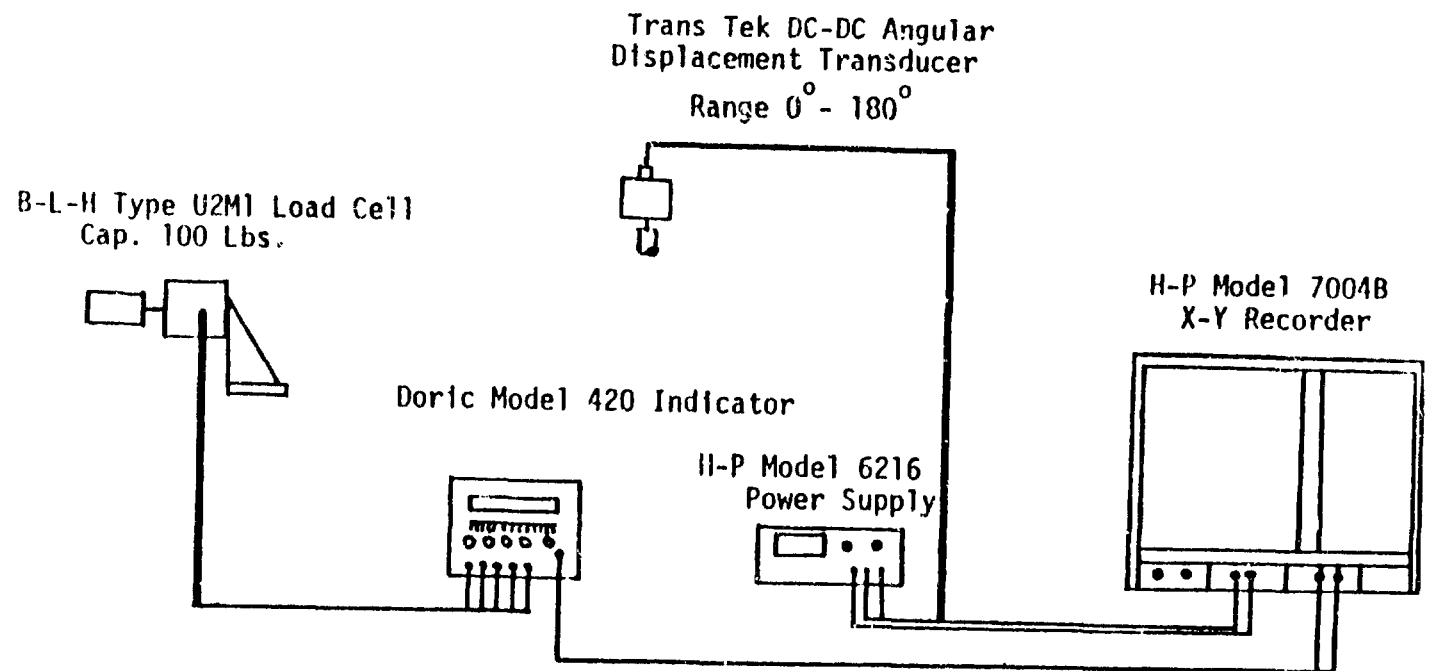 Trans Tek DC-DC Angular
Displacement Transducer
Range 0° - 180°
B-L-H Type U2M1 Load Cell
Cap. 100 Lbs.
H-P Model 7004B
X-Y Recorder
Doric Model 420 Indicator
H-P Model 6216
Power Supply